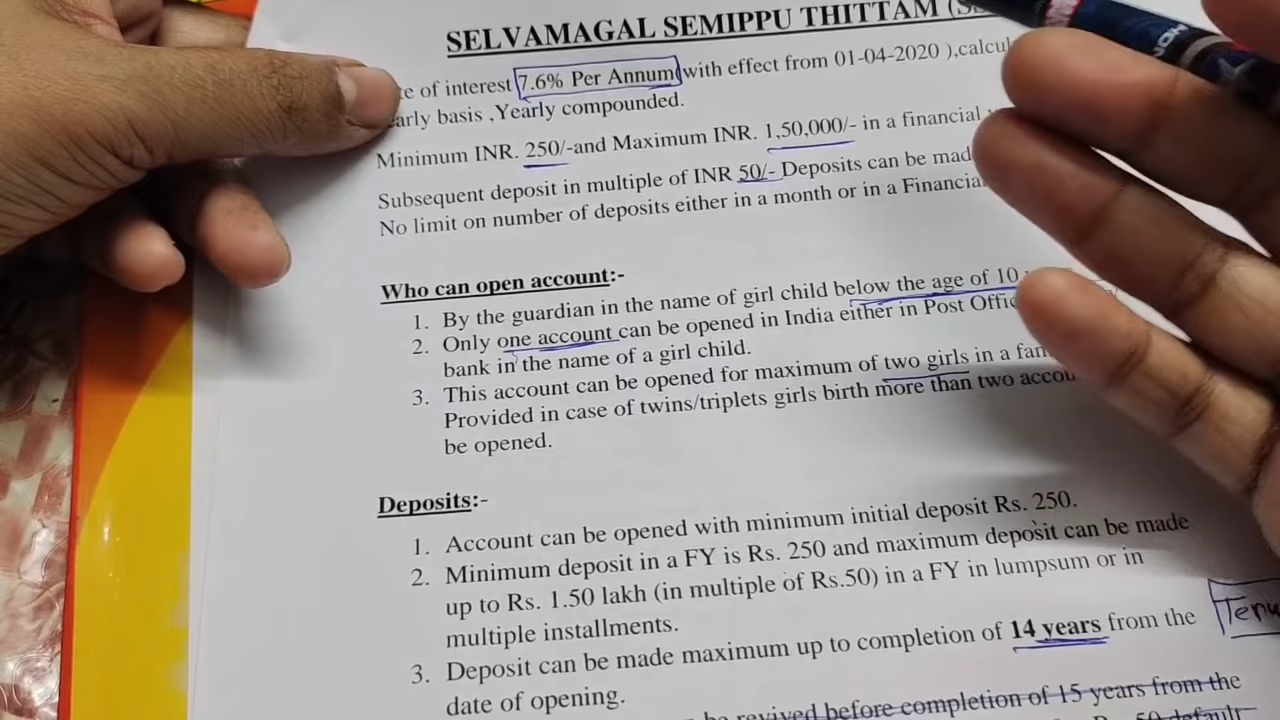 SELVAMAGAL SEMIPPU THITTAM
of interest 7.6% Per Annum( with effect from 01-04-2020 ),calcul
early basis ,Yearly compounded.
Minimum INR. 250/-and Maximum INR. 1,50,000/- in a financial
Subsequent deposit in multiple of INR 50/- Deposits can be mad
No limit on number of deposits either in a month or in a Financia
Who can open account:-
1. By the guardian in the name of girl child below the age of 10
2. Only one account can be opened in India either in Post Offic
bank in the name of a girl child.
3. This account can be opened for maximum of two girls in a fam
Provided in case of twins/triplets girls birth more than two accou
be opened.
Deposits:-
1. Account can be opened with minimum initial deposit Rs. 250.
2. Minimum deposit in a FY is Rs. 250 and maximum deposit can be made
up to Rs. 1.50 lakh (in multiple of Rs.50) in a FY in lumpsum or in
multiple installments.
3. Deposit can be made maximum up to completion of 14 years from the
Tenu
date of opening.
be revived before completion of 15 years from the
50 default